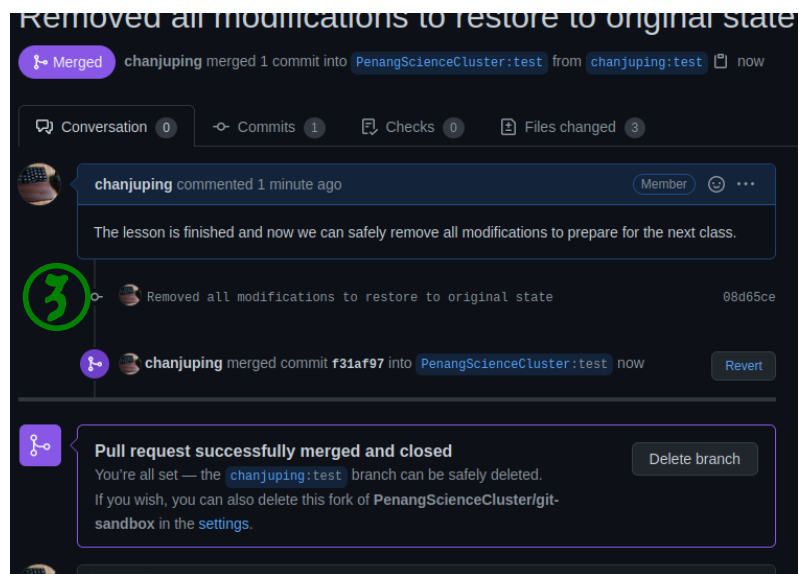 Removed all modifications to restore to original state
Merged chanjuping merged 1 commit into PenangScienceCluster:test from chanjuping:test now
Conversation 0 Commits 1 Checks 0 Files changed 3
chanjuping commented 1 minute ago Member ...
The lesson is finished and now we can safely remove all modifications to prepare for the next class.
3 Removed all modifications to restore to original state 08d65ce
chanjuping merged commit f31af97 into PenangScienceCluster:test now Revert
Pull request successfully merged and closed
Delete branch
You're all set — the chanjuping:test branch can be safely deleted.
If you wish, you can also delete this fork of PenangScienceCluster/git-
sandbox in the settings.